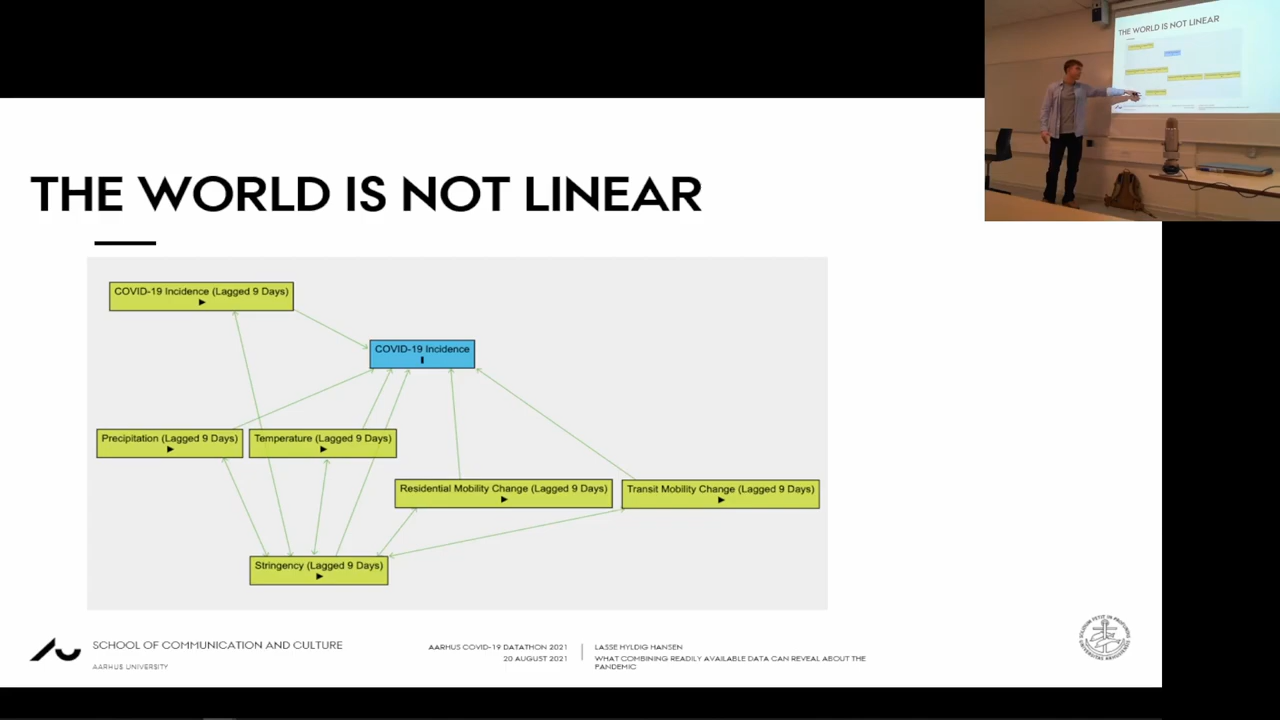 THE WORLD IS NOT LINEAR
THE WORLD IS NOT LINEAR
COVID-19 Incidence (Lagged 9 Days)
COVID-19 Incidence
Precipitation (Lagged 9 Days)
Temperature (Lagged 9 Days)
Residential Mobility Change (Lagged 9 Days)
Transit Mobility Change (Lagged 9 Days)
Stringency (Lagged 9 Days)
SCHOOL OF COMMUNICATION AND CULTURE
AARHUS UNIVERSITY
AARHUS COVID-19 DATATHON 2021
20 AUGUST 2021
LASSE HYLDIG HANSEN
WHAT COMBINING READILY AVAILABLE DATA CAN REVEAL ABOUT THE
PANDEMIC